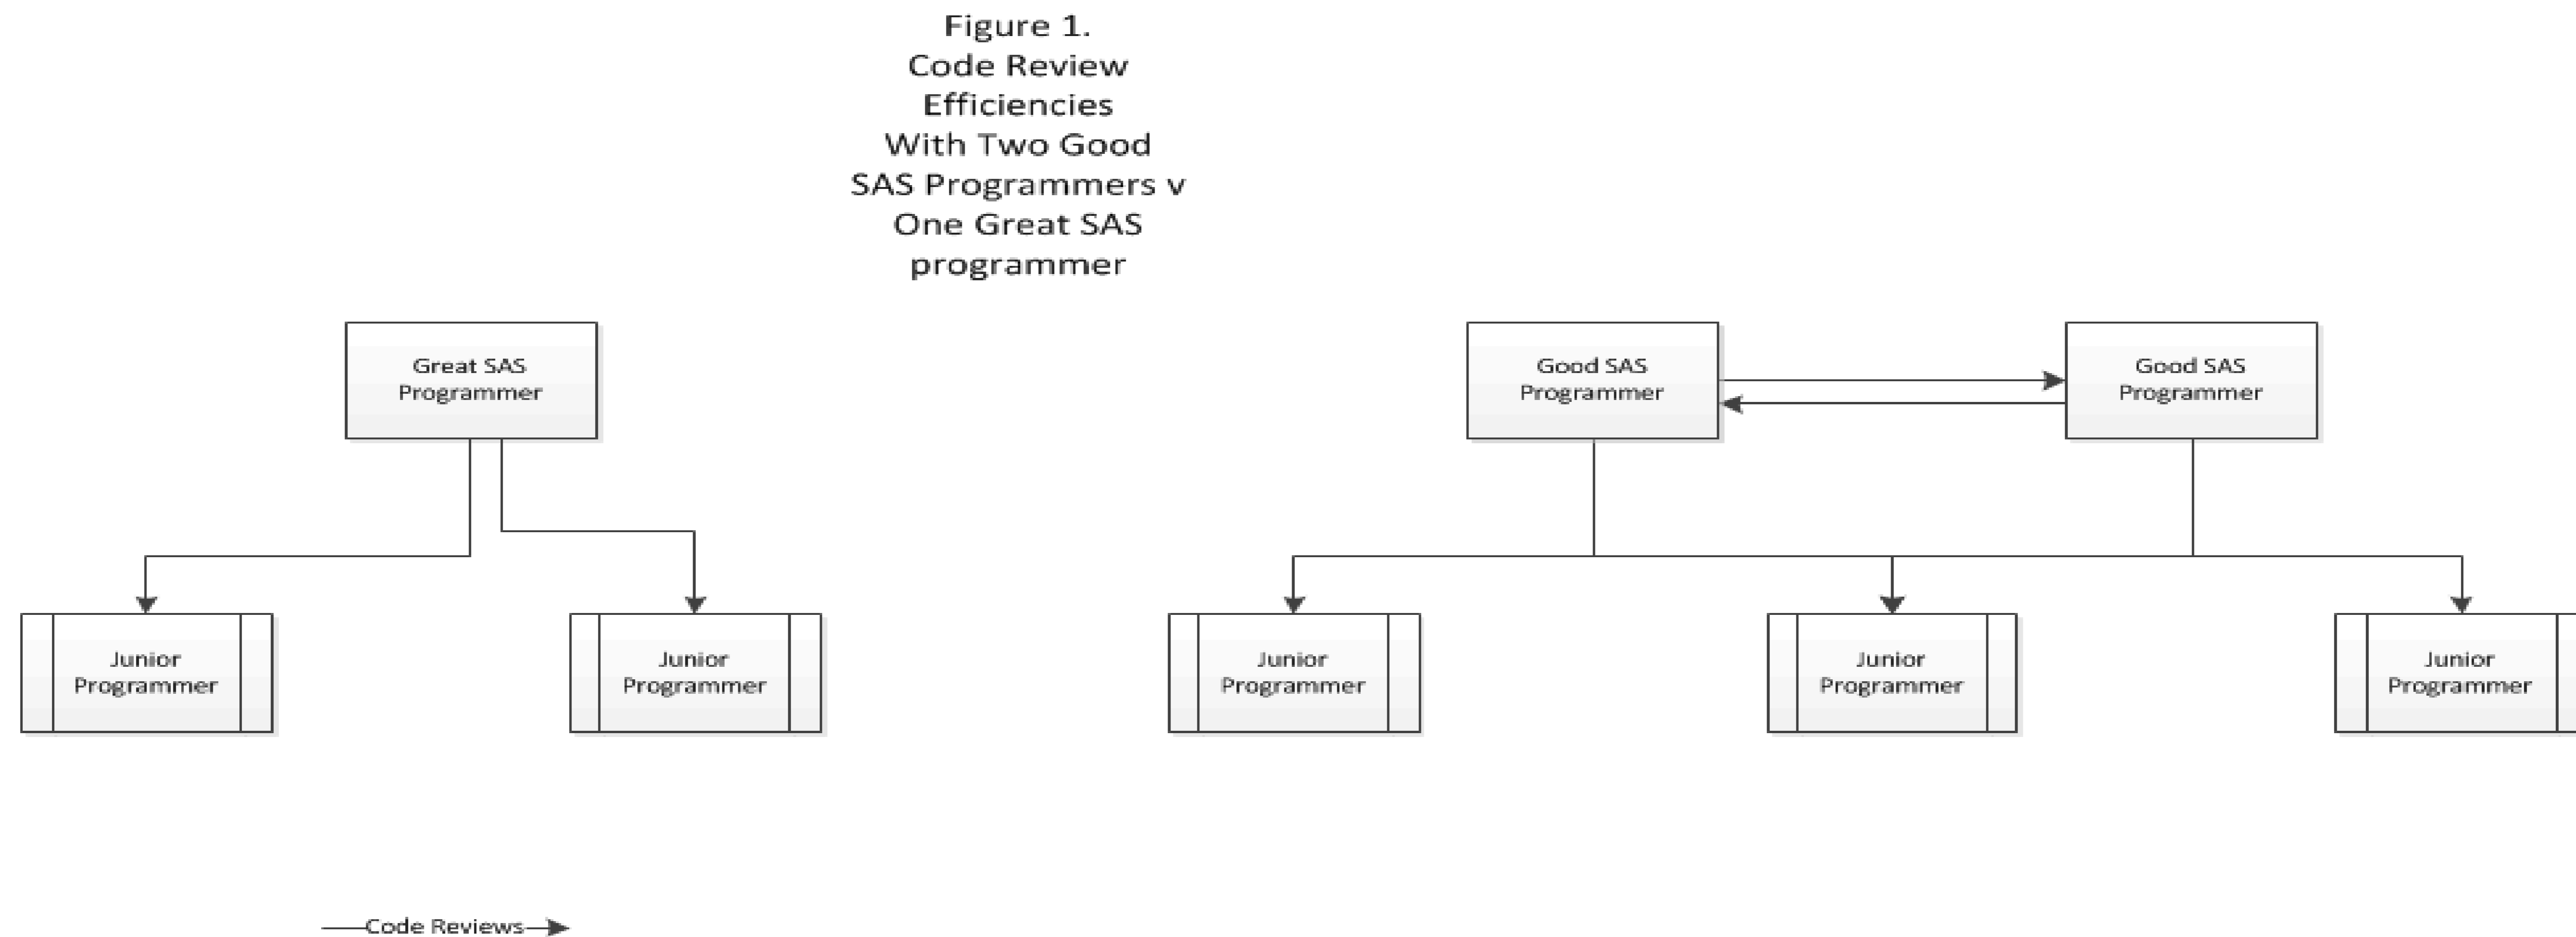 Figure 1.
Code Review
Efficiencies
With Two Good
SAS Programmers v
One Great SAS
programmer
Great SAS
Programmer
Good SAS
Programmer
Good SAS
Programmer
Junior
Programmer
Junior
Programmer
Junior
Programmer
Junior
Programmer
Junior
Programmer
Code Reviews